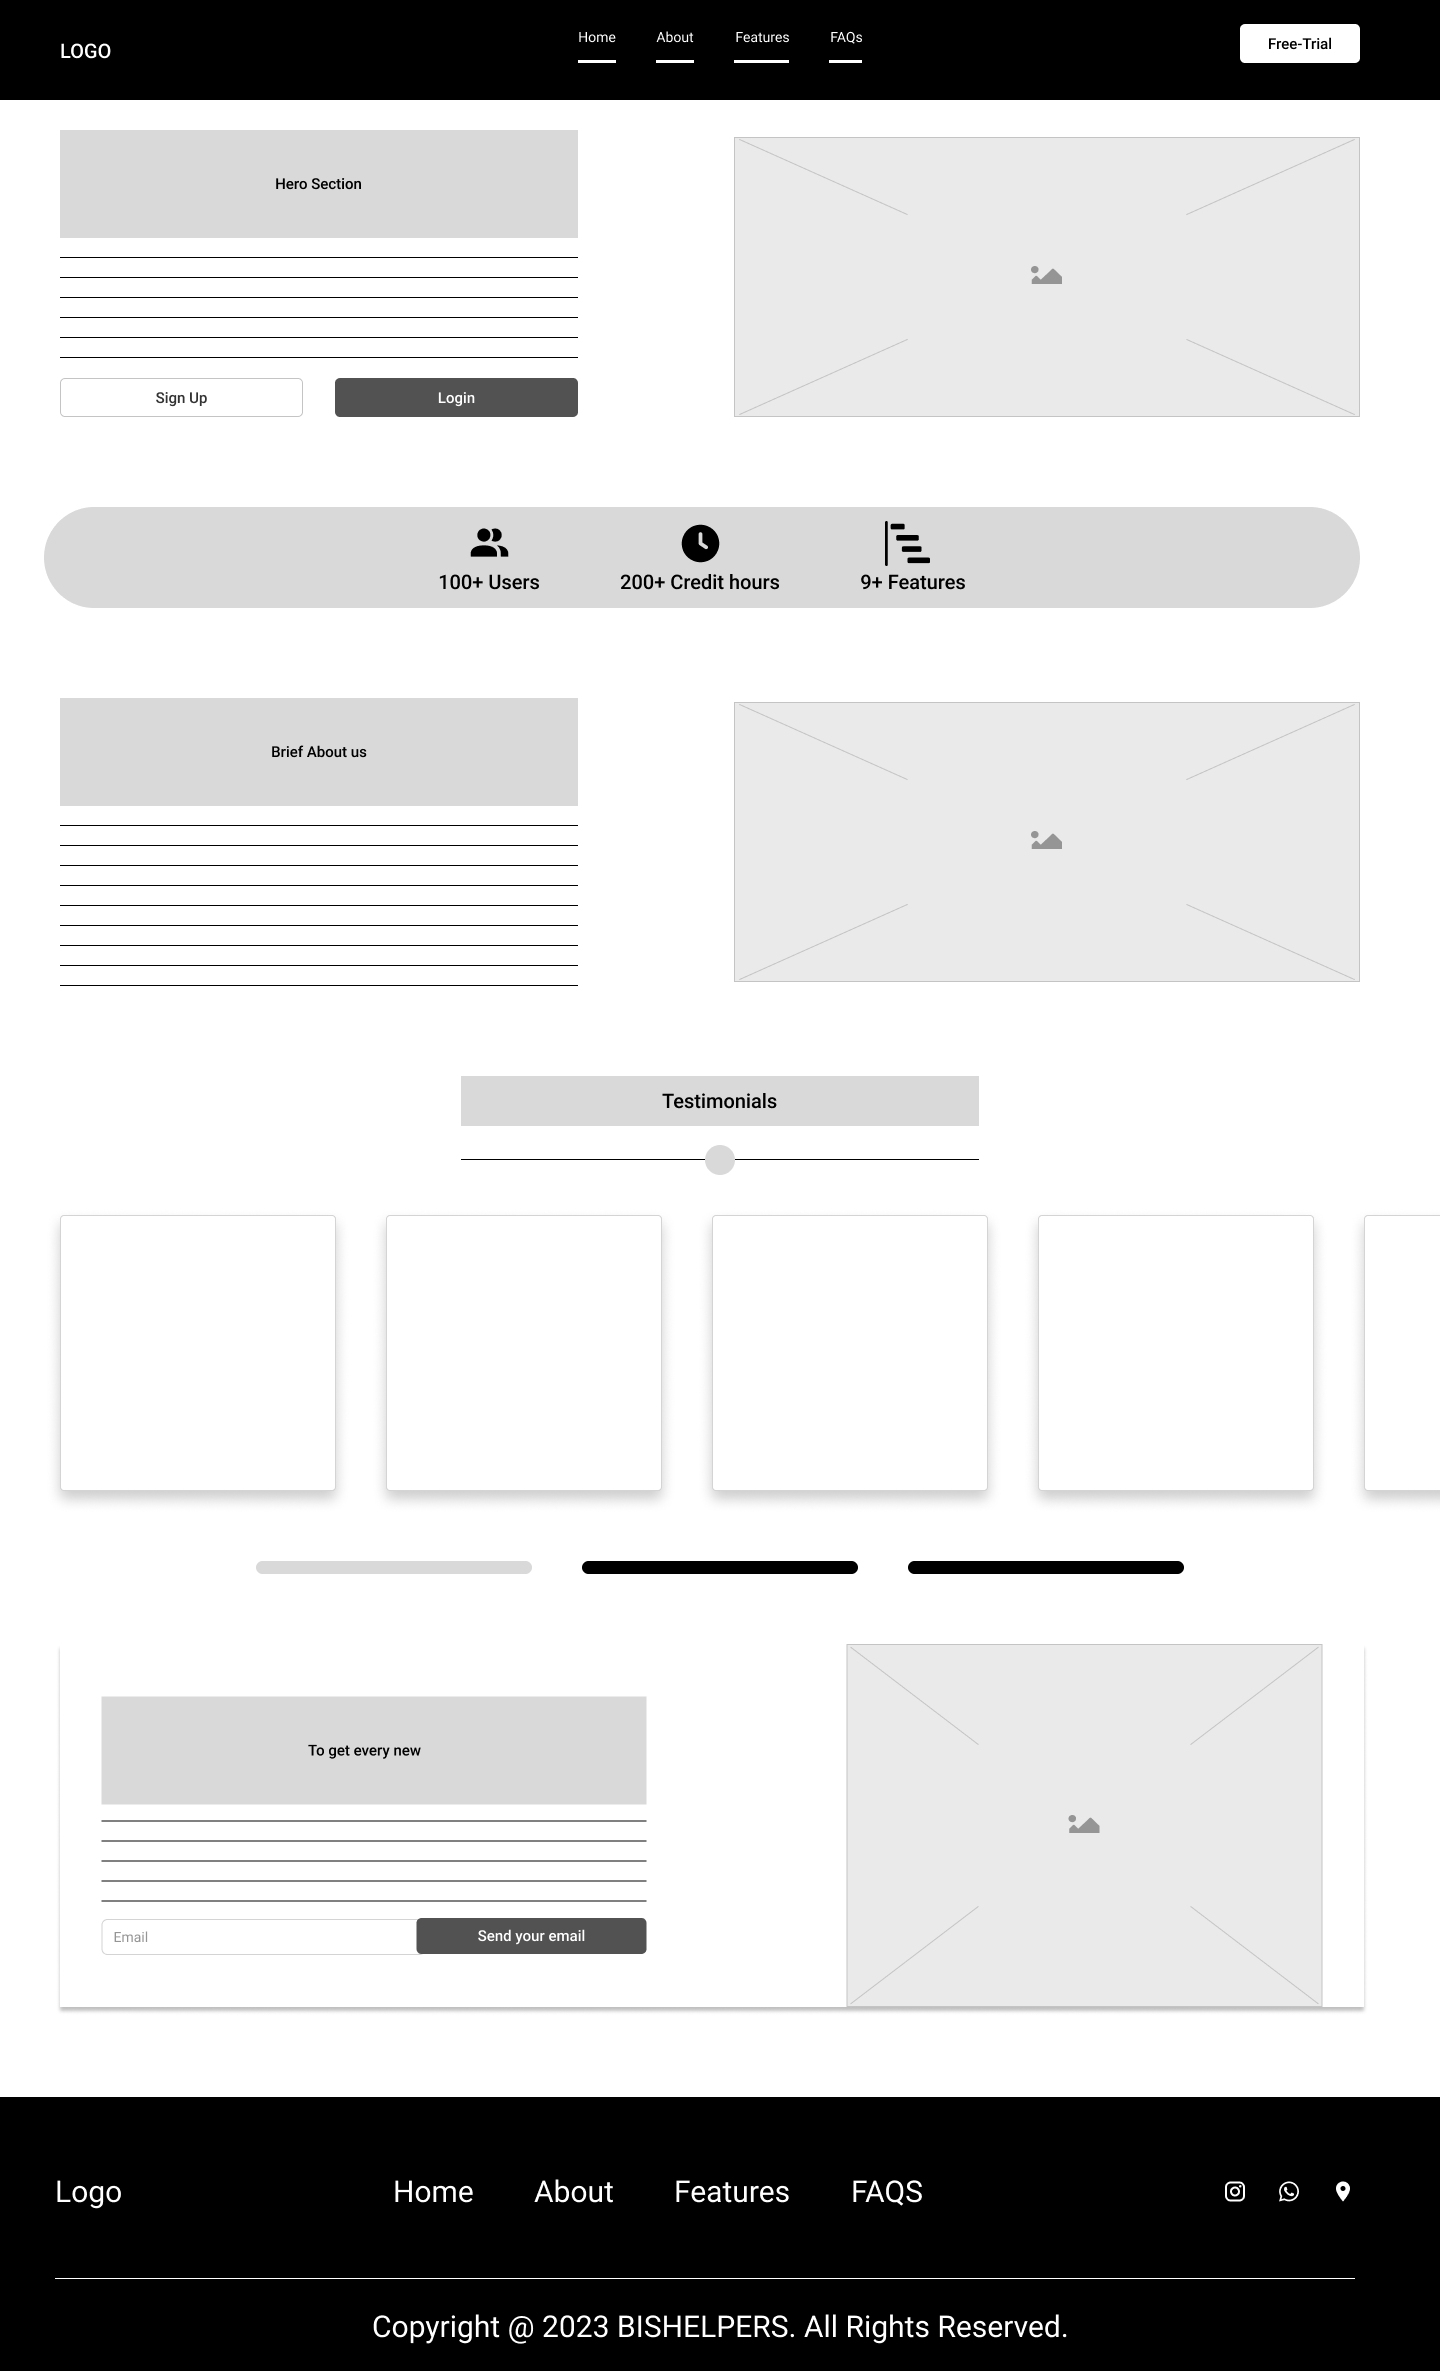 LOGO
Home About Features FAQs
Free-Trial
Hero Section
Sign Up Login
100+ Users 200+ Credit hours 9+ Features
Brief About us
Testimonials
To get every new
Email Send your email
Logo Home About Features FAQS
Copyright @ 2023 BISHELPERS. All Rights Reserved.